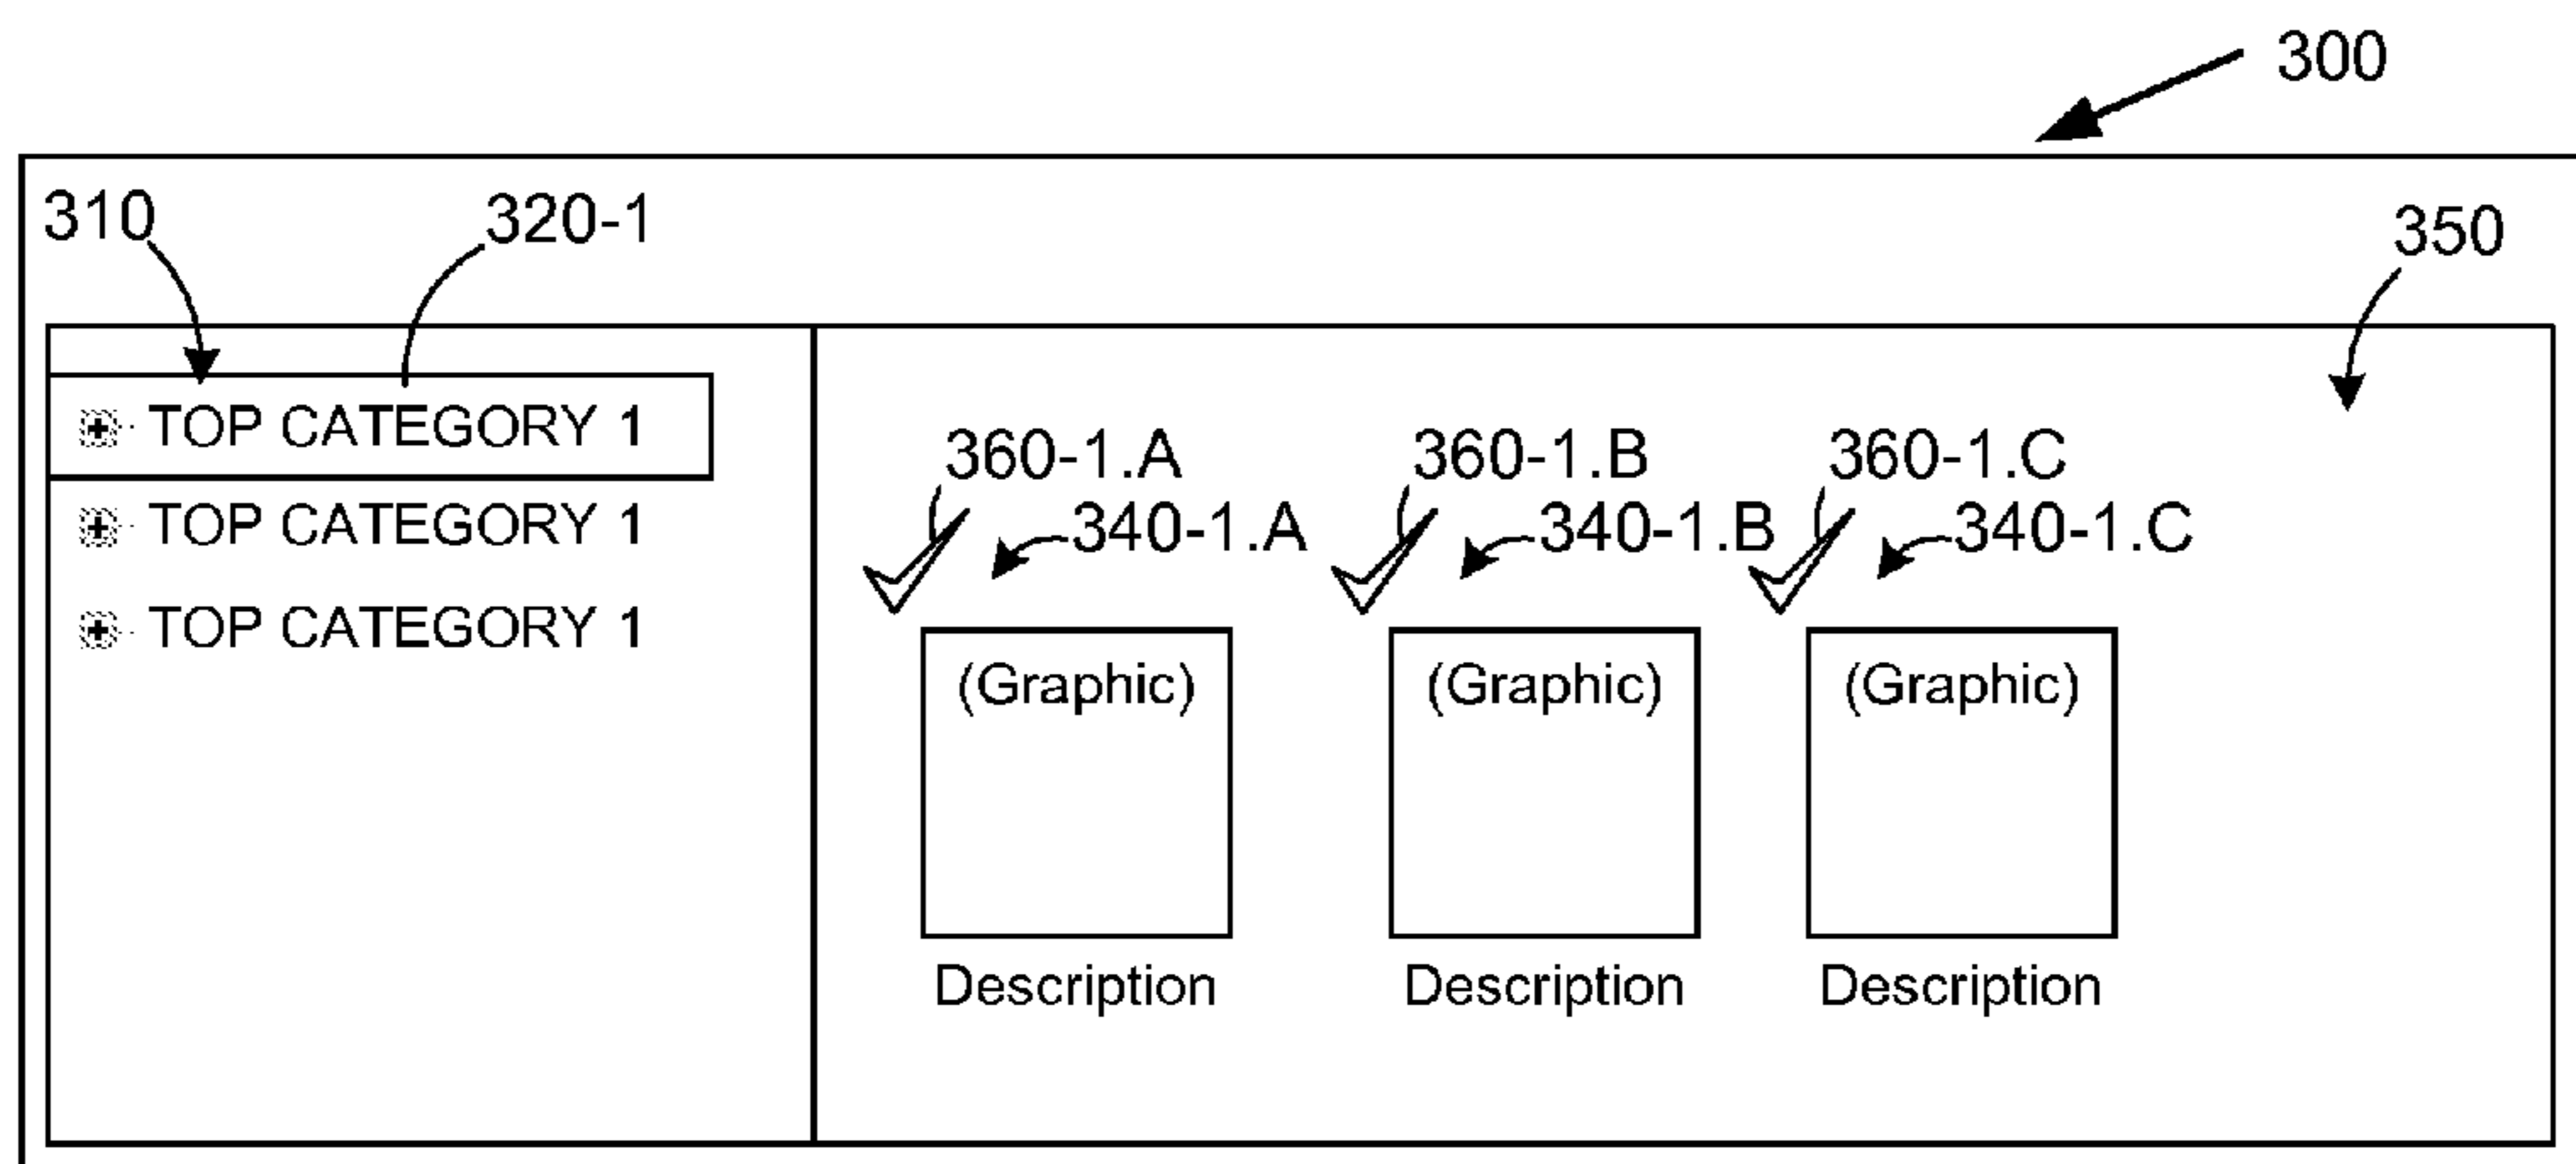 300
310
320-1
350
TOP CATEGORY 1
TOP CATEGORY 1
TOP CATEGORY 1
360-1.A
360-1.B
360-1.C
340-1.A
340-1.B
340-1.C
(Graphic)
(Graphic)
(Graphic)
Description
Description
Description